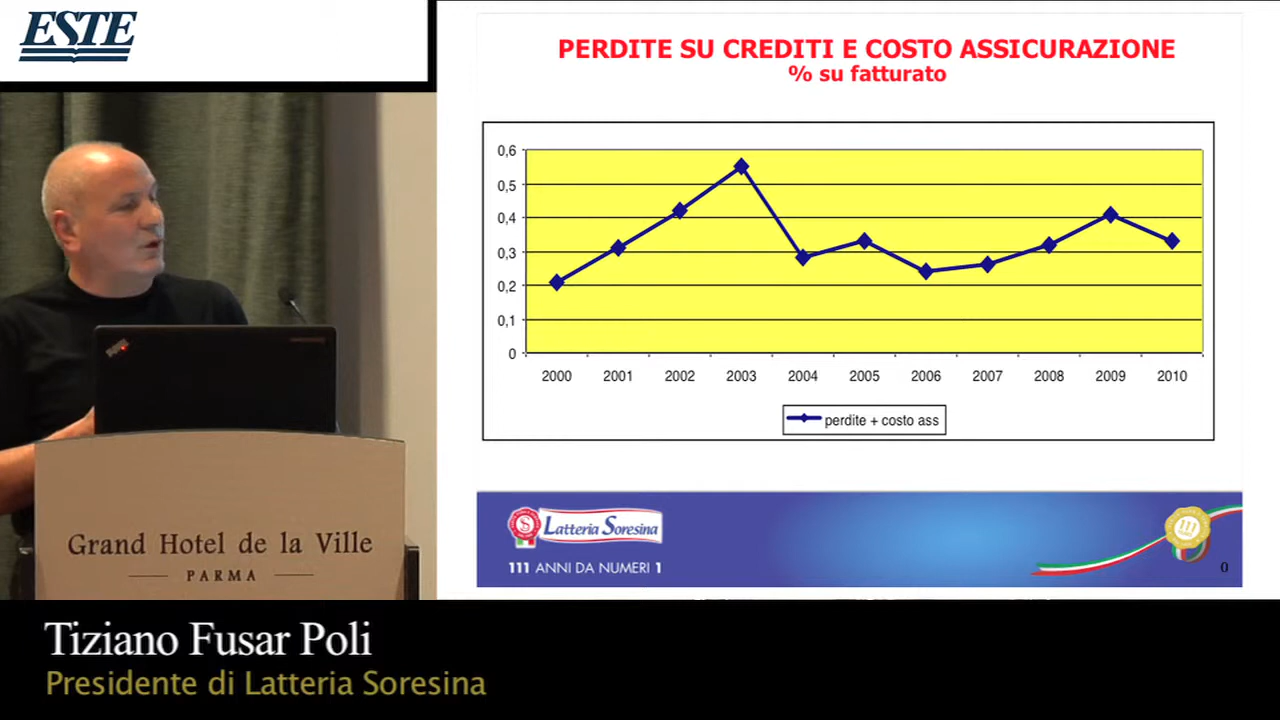 ESTE
PERDITE SU CREDITI E COSTO ASSICURAZIONE
% su fatturato
0,6
0,5
0,4
0,3
0,2
0,1
0
2000 2001 2002 2003 2004 2005 2006 2007 2008 2009 2010
perdite + costo ass
Latteria Soresina
111
111 ANNI DA NUMERI 1
0
Grand Hotel de la Ville
PARMA
Tiziano Fusar Poli
Presidente di Latteria Soresina